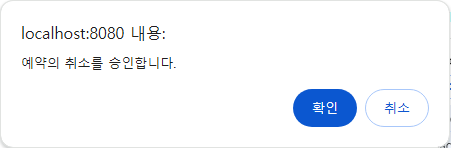 localhost:8080 내용:
예약의 취소를 승인합니다.
확인 취소